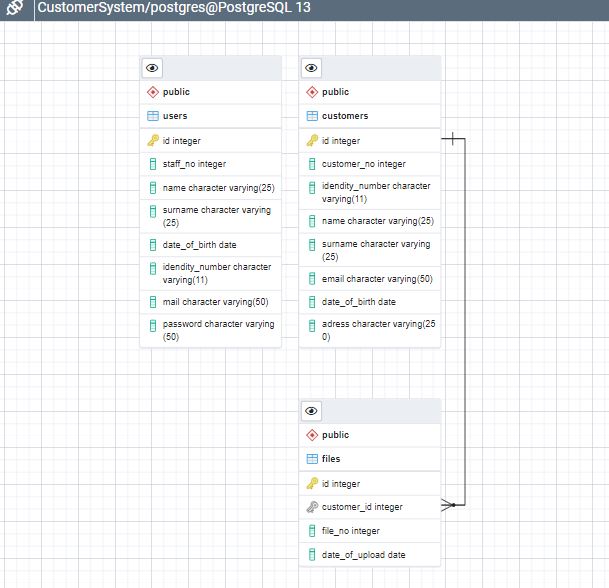 CustomerSystem/postgres@PostgreSQL 13
public
users
id integer
staff_no integer
name character varying(25)
surname character varying
(25)
date_of_birth date
idendity_number character
varying(11)
mail character varying(50)
password character varying
(50)
public
customers
id integer
customer_no integer
idendity_number character
varying(11)
name character varying(25)
surname character varying
(25)
email character varying(50)
date_of_birth date
adress character varying(25
0)
public
files
id integer
customer_id integer
file_no integer
date_of_upload date